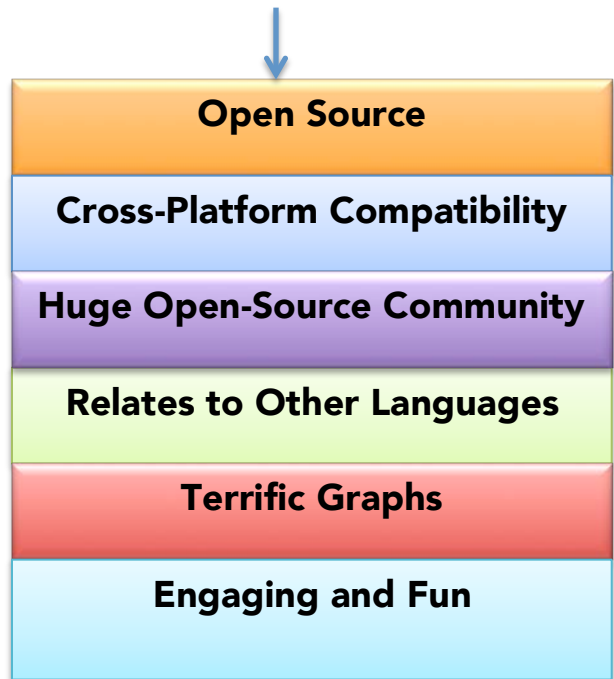 Open Source
Cross-Platform Compatibility
Huge Open-Source Community
Relates to Other Languages
Terrific Graphs
Engaging and Fun